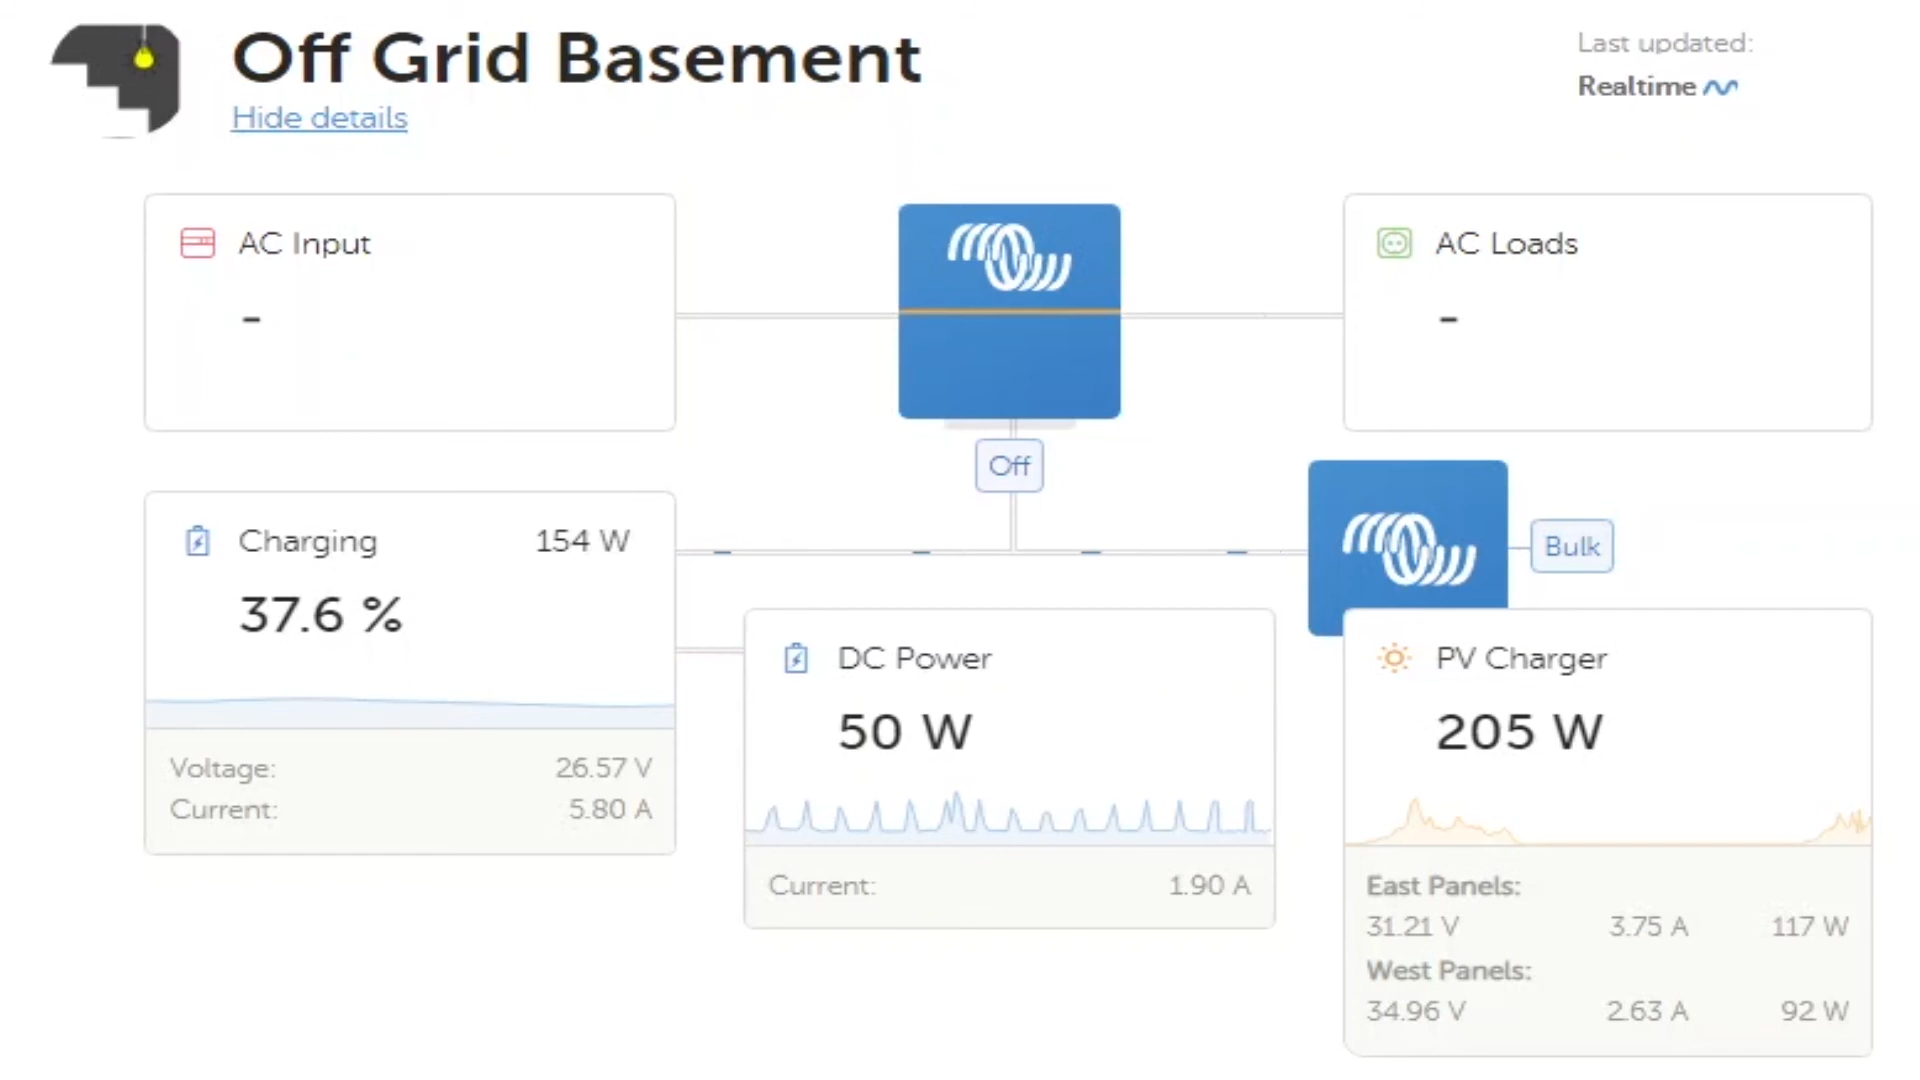 Off Grid Basement
Hide details
Last updated:
Realtime
AC Input
-
AC Loads
-
Off
Charging 154 W
37.6 %
Voltage: 26.57 V
Current: 5.80 A
Bulk
DC Power
50 W
Current: 1.90 A
PV Charger
205 W
East Panels:
31.21 V 3.75 A 117 W
West Panels:
34.96 V 2.63 A 92 W